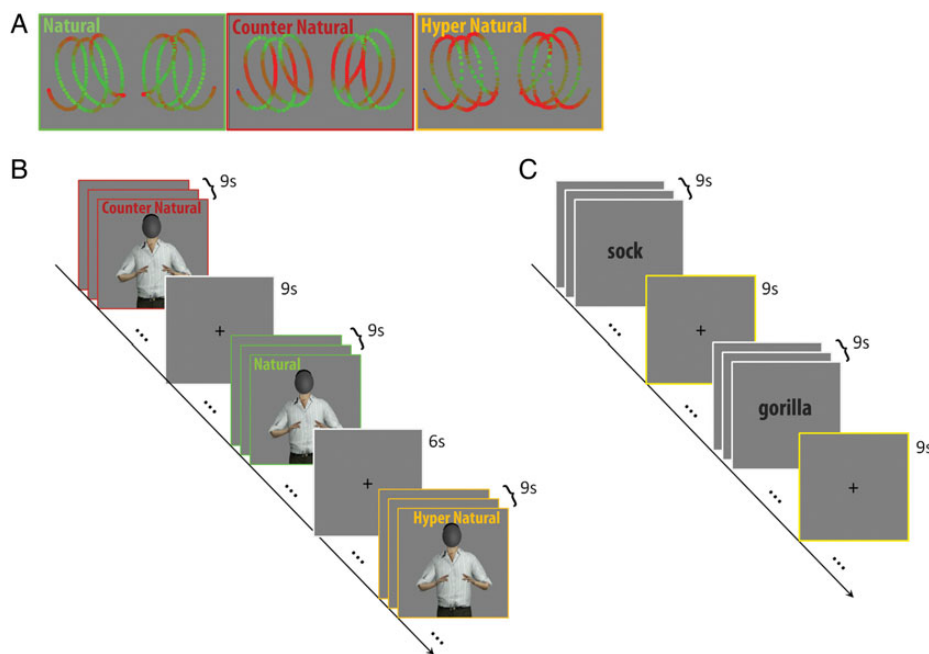 A
Natural
Counter Natural
Hyper Natural
B
Counter Natural
9s
+
9s
...
Natural
9s
...
+
6s
...
Hyper Natural
9s
...
...
C
sock
9s
+
9s
...
gorilla
9s
...
+
9s
...
...